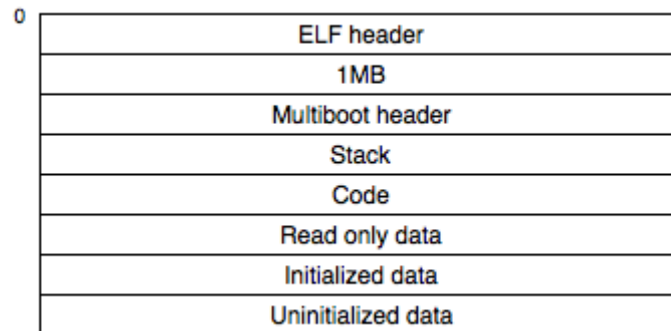 0
ELF header
1MB
Multiboot header
Stack
Code
Read only data
Initialized data
Uninitialized data